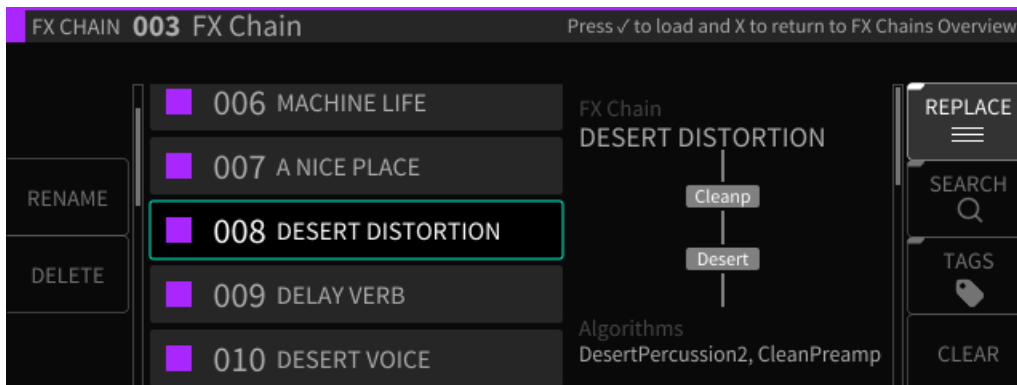 FX CHAIN 003 FX Chain
Press ✓ to load and X to return to FX Chains Overview
RENAME
DELETE
006 MACHINE LIFE
007 A NICE PLACE
008 DESERT DISTORTION
009 DELAY VERB
010 DESERT VOICE
FX Chain
DESERT DISTORTION
Cleanp
Desert
Algorithms
DesertPercussion2, CleanPreamp
REPLACE
SEARCH
TAGS
CLEAR